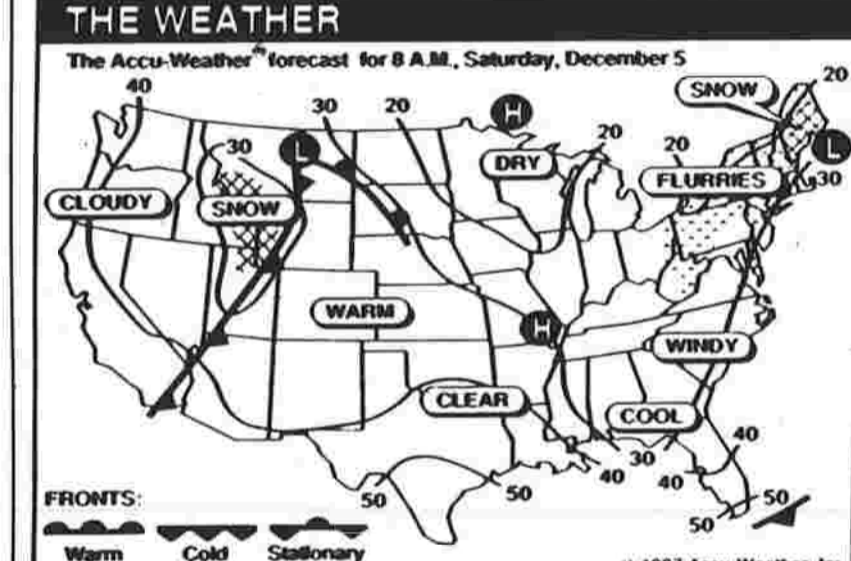 THE WEATHER
The Accu-Weather™ forecast for 8 A.M., Saturday, December 5
40
30
20
H
SNOW
20
L
30
L
20
DRY
20
FLURRIES
30
CLOUDY
SNOW
WARM
H
WINDY
CLEAR
COOL
50
50
40
30
40
40
50
50
FRONTS:
Warm
Cold
Stationary